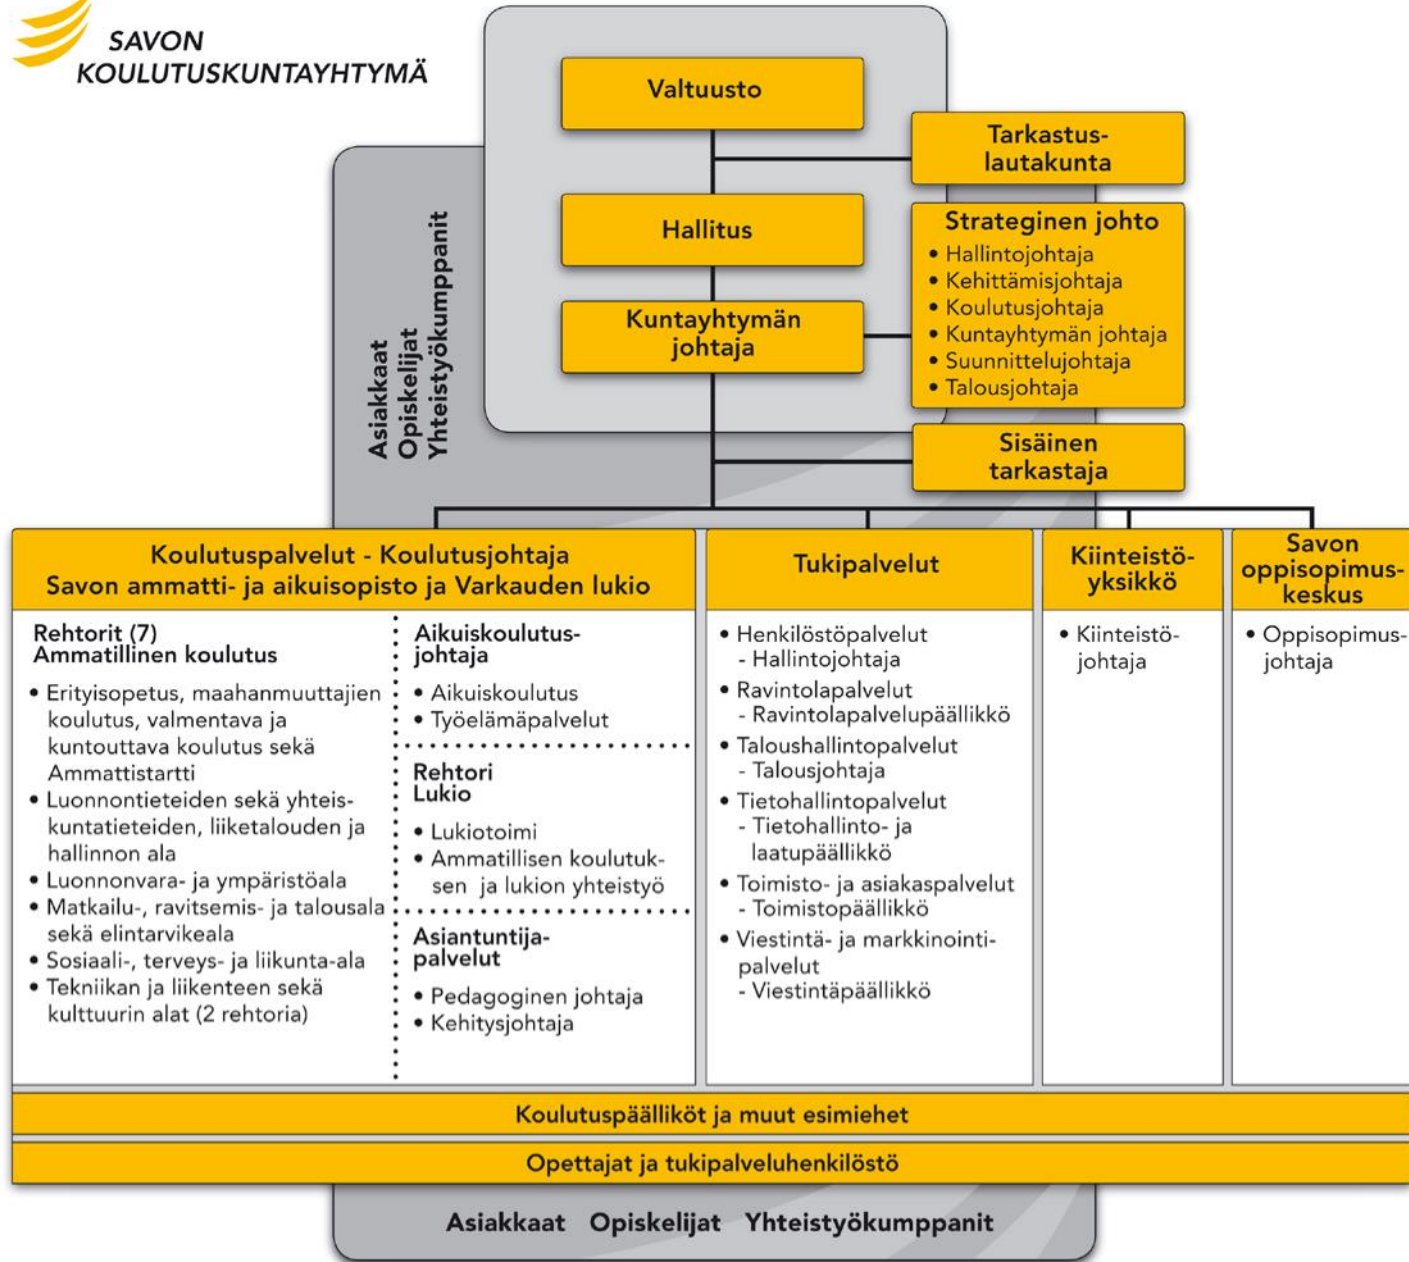 SAVON
KOULUTUSKUNTAYHTYMÄ
Valtuusto
Tarkastus-
lautakunta
Hallitus
Strateginen johto
• Hallintojohtaja
• Kehittämisjohtaja
• Koulutusjohtaja
• Kuntayhtymän johtaja
• Suunnittelujohtaja
• Talousjohtaja
Kuntayhtymän
johtaja
Asiakkaat
Opiskelijat
Yhteistyökumppanit
Sisäinen
tarkastaja
Koulutuspalvelut - Koulutusjohtaja
Savon ammatti- ja aikuisopisto ja Varkauden lukio
Rehtorit (7)
Ammatillinen koulutus
• Erityisopetus, maahanmuuttajien
koulutus, valmentava ja
kuntouttava koulutus sekä
Ammattistartti
• Luonnontieteiden sekä yhteis-
kuntatieteiden, liiketalouden ja
hallinnon ala
• Luonnonvara- ja ympäristöala
• Matkailu-, ravitsemis- ja talousala
sekä elintarvikeala
• Sosiaali-, terveys- ja liikunta-ala
• Tekniikan ja liikenteen sekä
kulttuurin alat (2 rehtoria)
Aikuiskoulutus-
johtaja
• Aikuiskoulutus
• Työelämäpalvelut
Rehtori
Lukio
• Lukiotoimi
• Ammatillisen koulutuk-
sen ja lukion yhteistyö
Asiantuntija-
palvelut
• Pedagoginen johtaja
• Kehitysjohtaja
Tukipalvelut
• Henkilöstöpalvelut
- Hallintojohtaja
• Ravintolapalvelut
- Ravintolapalvelupäällikkö
• Taloushallintopalvelut
- Talousjohtaja
• Tietohallintopalvelut
- Tietohallinto- ja
laatupäällikkö
• Toimisto- ja asiakaspalvelut
- Toimistopäällikkö
• Viestintä- ja markkinointi-
palvelut
- Viestintäpäällikkö
Kiinteistö-
yksikkö
• Kiinteistö-
johtaja
Savon
oppisopimus-
keskus
• Oppisopimus-
johtaja
Koulutuspäälliköt ja muut esimiehet
Opettajat ja tukipalveluhenkilöstö
Asiakkaat Opiskelijat Yhteistyökumppanit